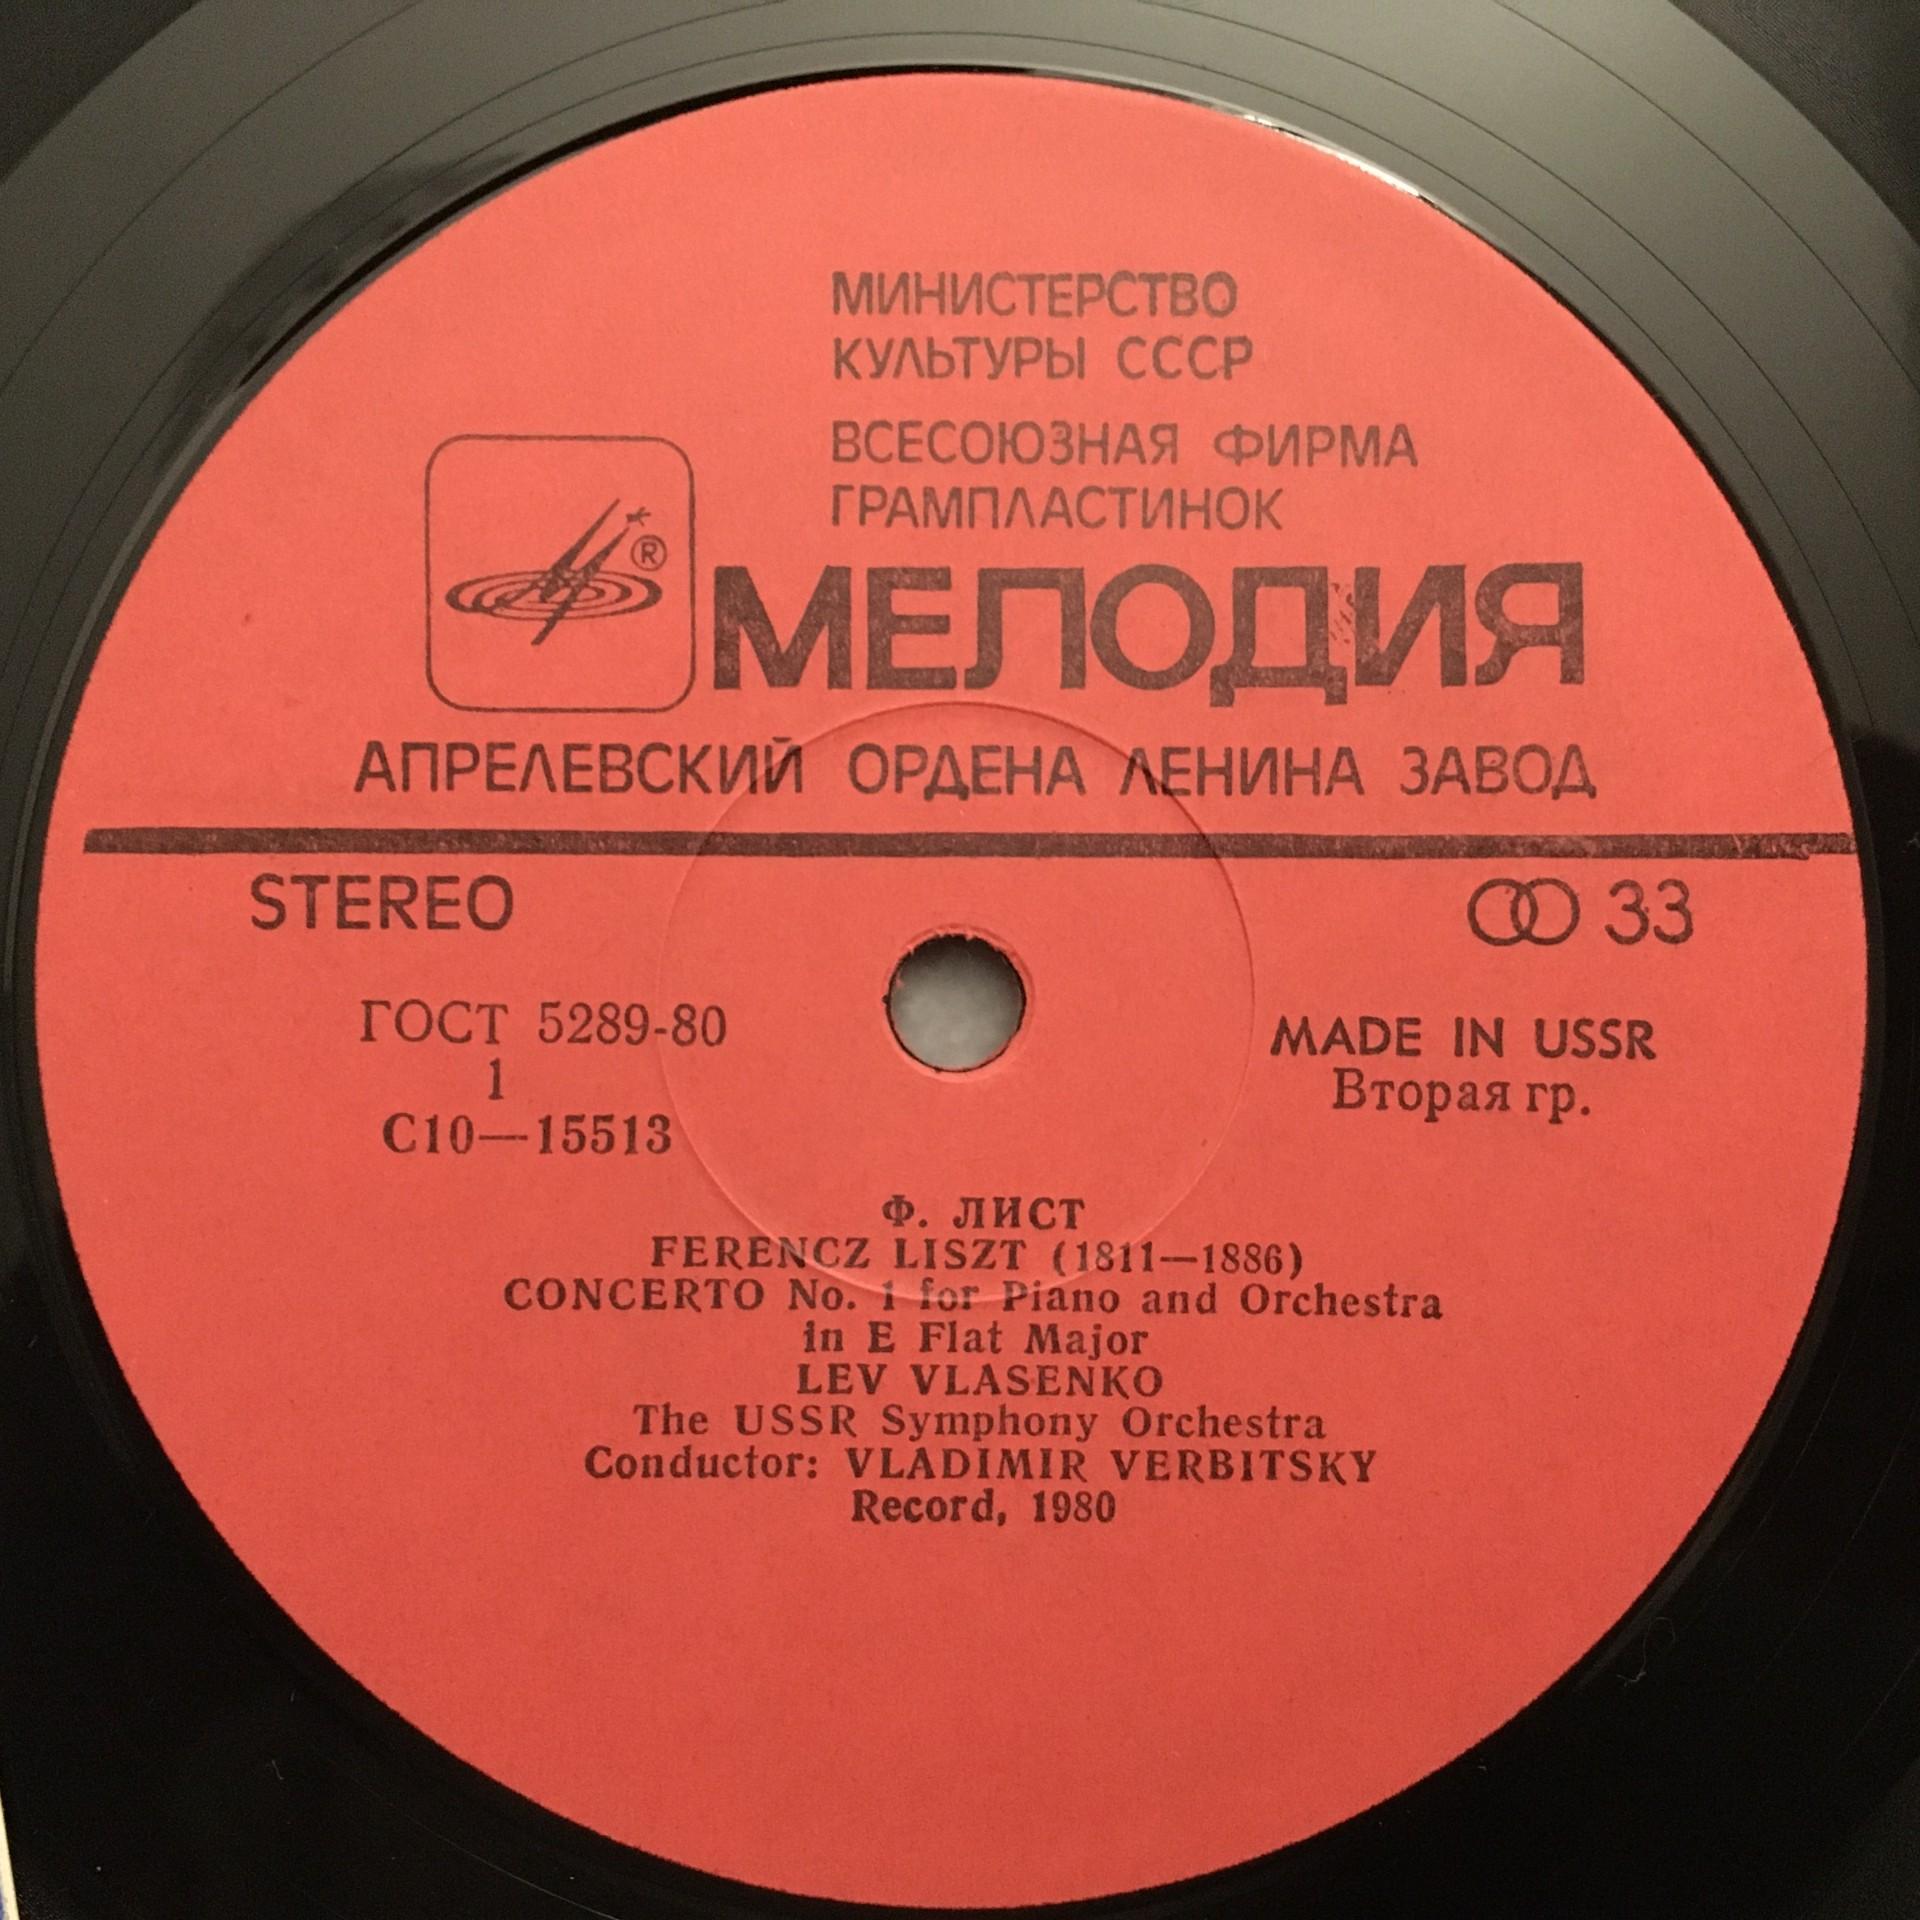 МИНИСТЕРСТВО
КУЛЬТУРЫ СССР
ВСЕСОЮЗНАЯ ФИРМА
ГРАМПЛАСТИНОК
®
МЕЛОДИЯ
АПРЕЛЕВСКИЙ ОРДЕНА ЛЕНИНА ЗАВОД
STEREO
33
ГОСТ 5289-80
1
С10—15513
MADE IN USSR
Вторая гр.
Ф. ЛИСТ
FERENCZ LISZT (1811—1886)
CONCERTO No. 1 for Piano and Orchestra
in E Flat Major
LEV VLASENKO
The USSR Symphony Orchestra
Conductor: VLADIMIR VERBITSKY
Record, 1980